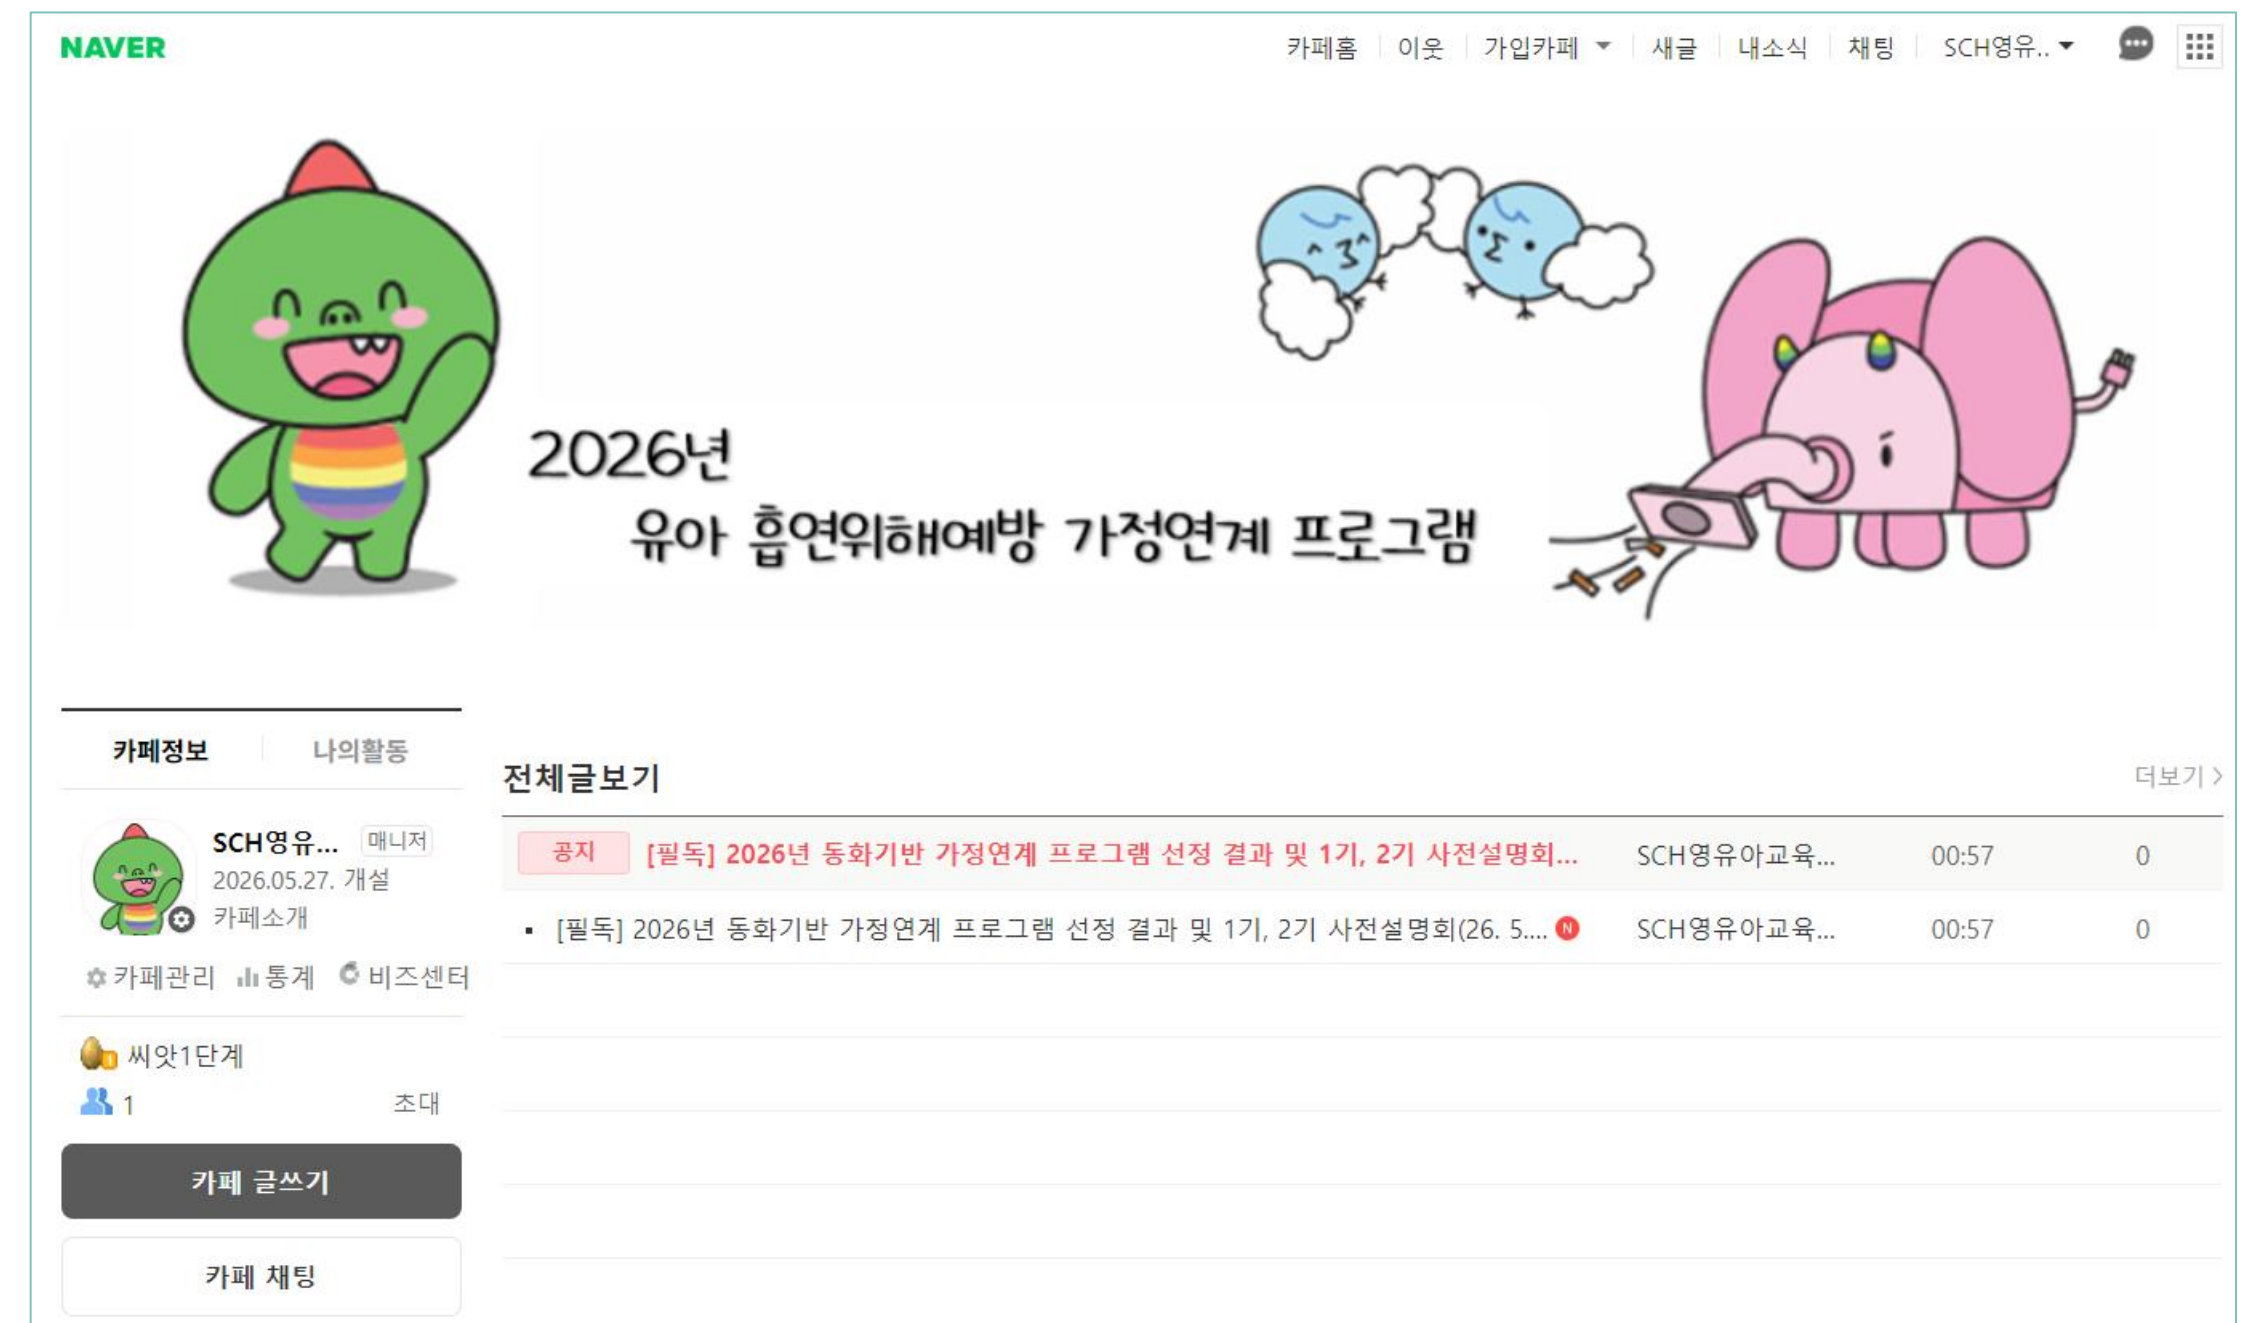 NAVER
카페홈 이웃 가입카페 새글 내소식 채팅 SCH영유..
2026년
유아 흡연위해예방 가정연계 프로그램
카페정보 나의활동
SCH영유... 매니저
2026.05.27. 개설
카페소개
카페관리 통계 비즈센터
씨앗1단계
1 초대
카페 글쓰기
카페 채팅
전체글보기 더보기 >
공지 [필독] 2026년 동화기반 가정연계 프로그램 선정 결과 및 1기, 2기 사전설명회... SCH영유아교육... 00:57 0
[필독] 2026년 동화기반 가정연계 프로그램 선정 결과 및 1기, 2기 사전설명회(26. 5.... N SCH영유아교육... 00:57 0